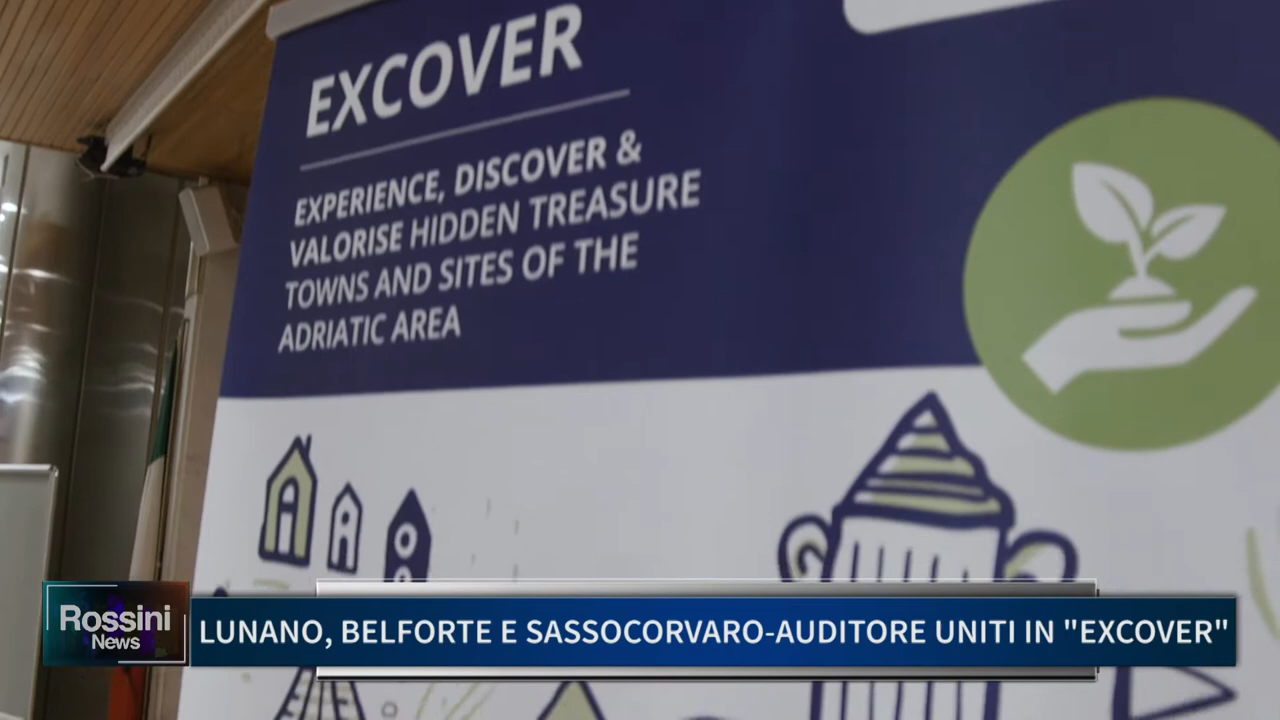 EXCOVER
EXPERIENCE, DISCOVER &
VALORISE HIDDEN TREASURE
TOWNS AND SITES OF THE
ADRIATIC AREA
Rossini
News
LUNANO, BELFORTE E SASSOCORVARO-AUDITORE UNITI IN "EXCOVER"